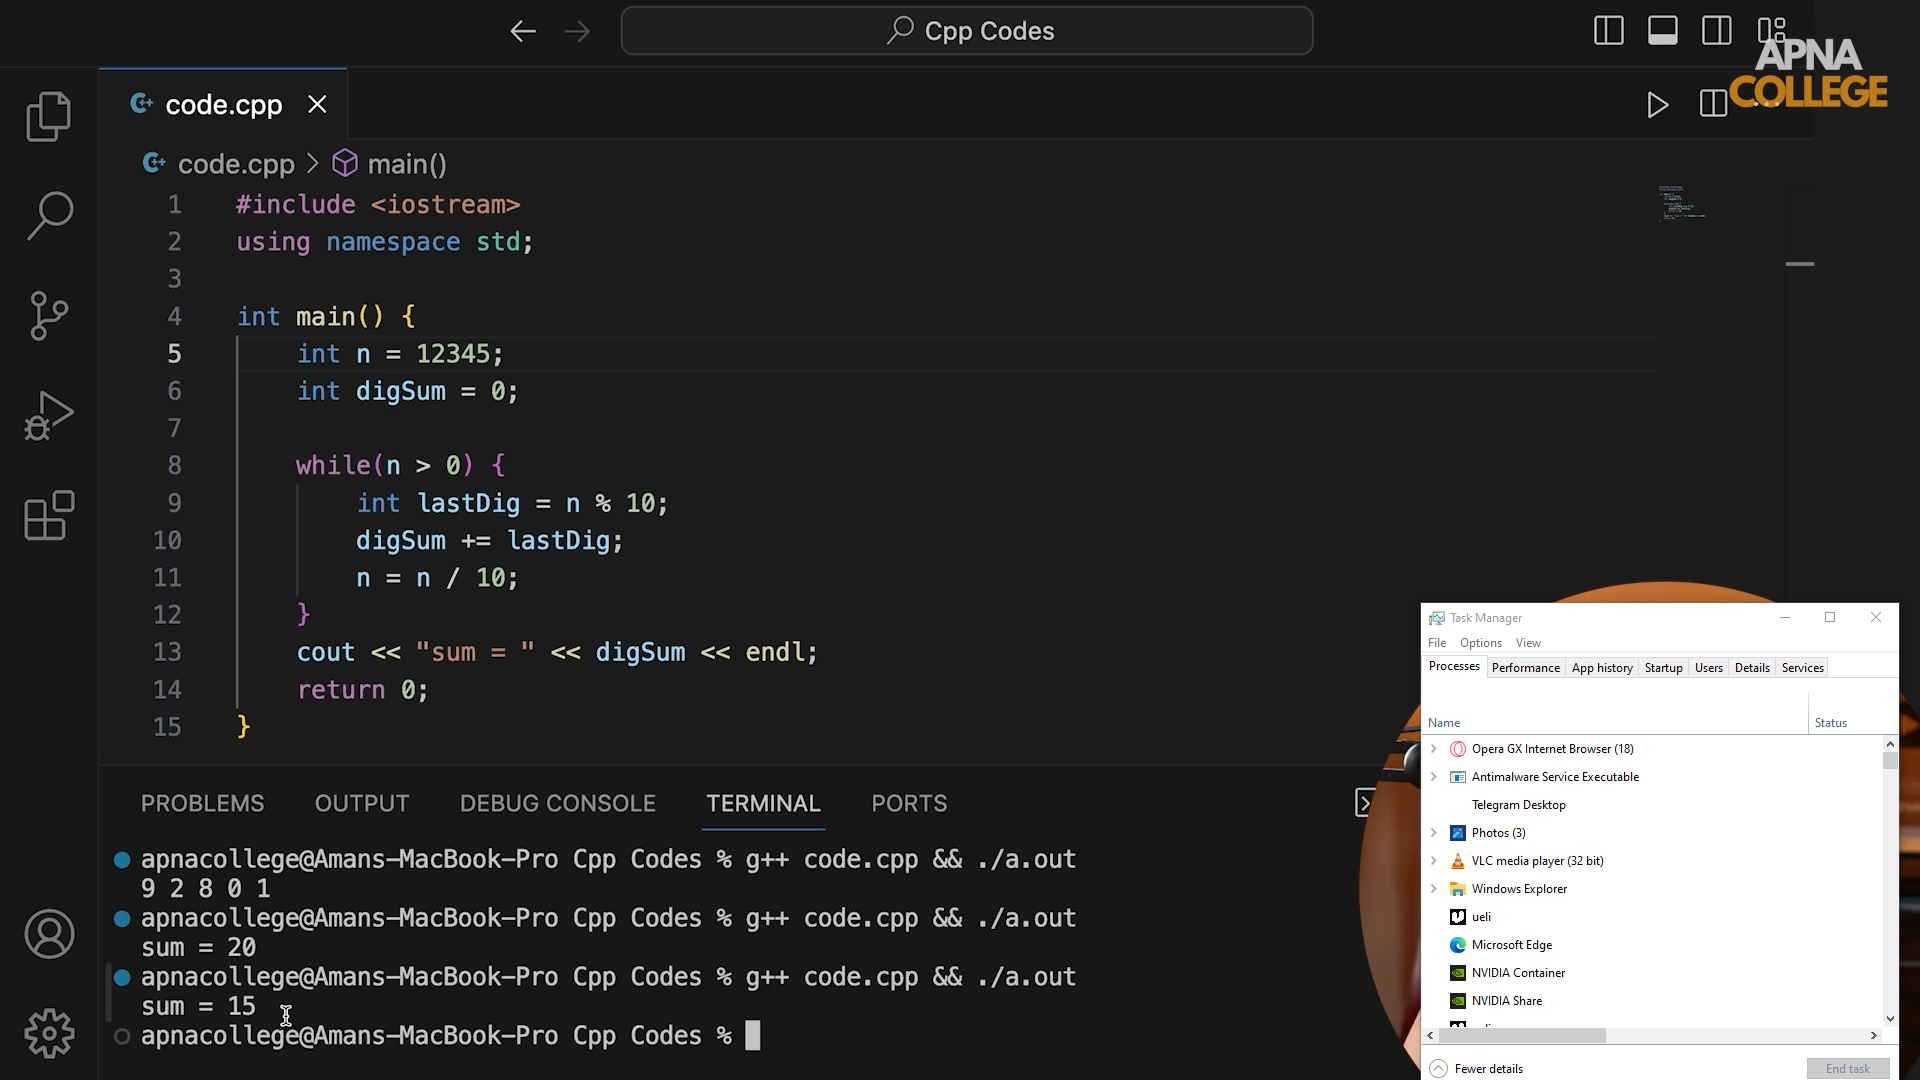 Cpp Codes
APNA
COLLEGE
code.cpp
code.cpp > main()
1 #include <iostream>
2 using namespace std;
3
4 int main() {
5 int n = 12345;
6 int digSum = 0;
7
8 while(n > 0) {
9 int lastDig = n % 10;
10 digSum += lastDig;
11 n = n / 10;
12 }
13 cout << "sum = " << digSum << endl;
14 return 0;
15 }
PROBLEMS OUTPUT DEBUG CONSOLE TERMINAL PORTS
apnacollege@Amans-MacBook-Pro Cpp Codes % g++ code.cpp && ./a.out
9 2 8 0 1
apnacollege@Amans-MacBook-Pro Cpp Codes % g++ code.cpp && ./a.out
sum = 20
apnacollege@Amans-MacBook-Pro Cpp Codes % g++ code.cpp && ./a.out
sum = 15
apnacollege@Amans-MacBook-Pro Cpp Codes %
Task Manager
File Options View
Processes Performance App history Startup Users Details Services
Name Status
Opera GX Internet Browser (18)
Antimalware Service Executable
Telegram Desktop
Photos (3)
VLC media player (32 bit)
Windows Explorer
ueli
Microsoft Edge
NVIDIA Container
NVIDIA Share
Fewer details End task